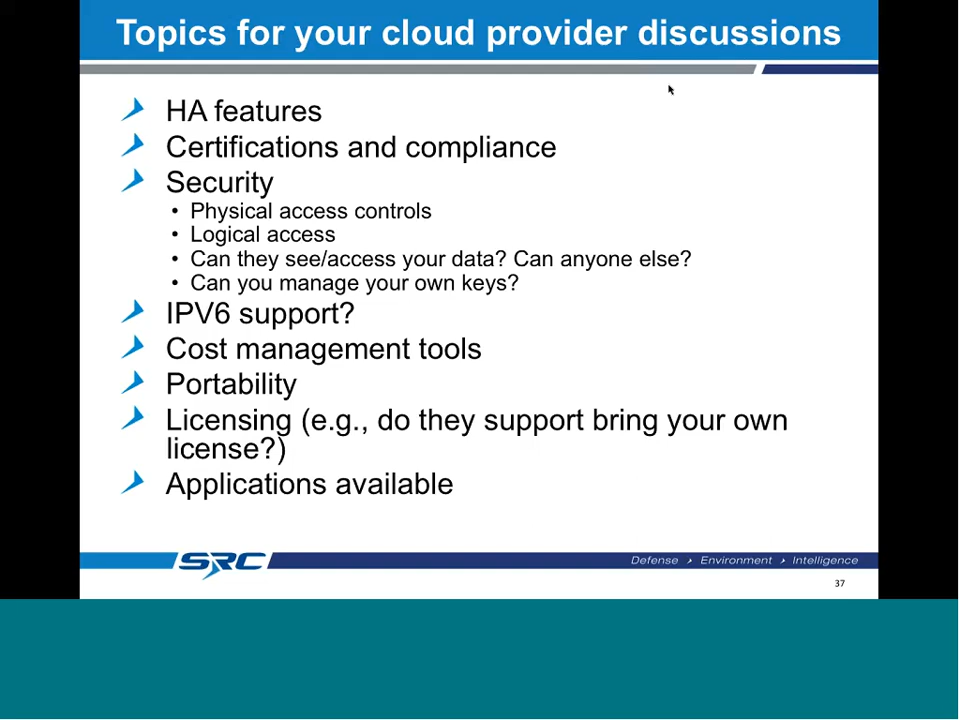 Topics for your cloud provider discussions
HA features
Certifications and compliance
Security
• Physical access controls
• Logical access
• Can they see/access your data? Can anyone else?
• Can you manage your own keys?
IPV6 support?
Cost management tools
Portability
Licensing (e.g., do they support bring your own
license?)
Applications available
SRC
Defense Environment Intelligence
37